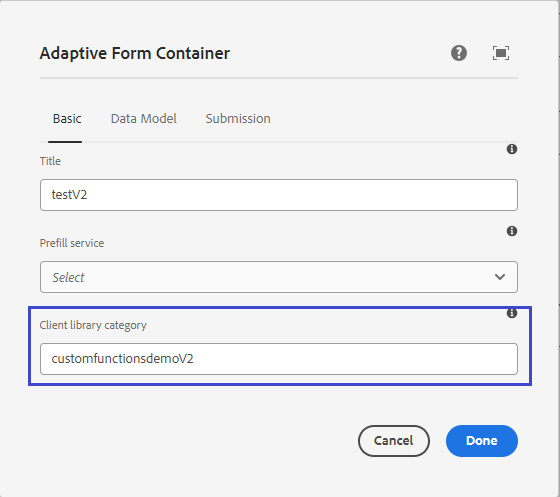 Adaptive Form Container
Basic Data Model Submission
Title
testV2
Prefill service
Select
Client library category
customfunctionsdemoV2
Cancel Done